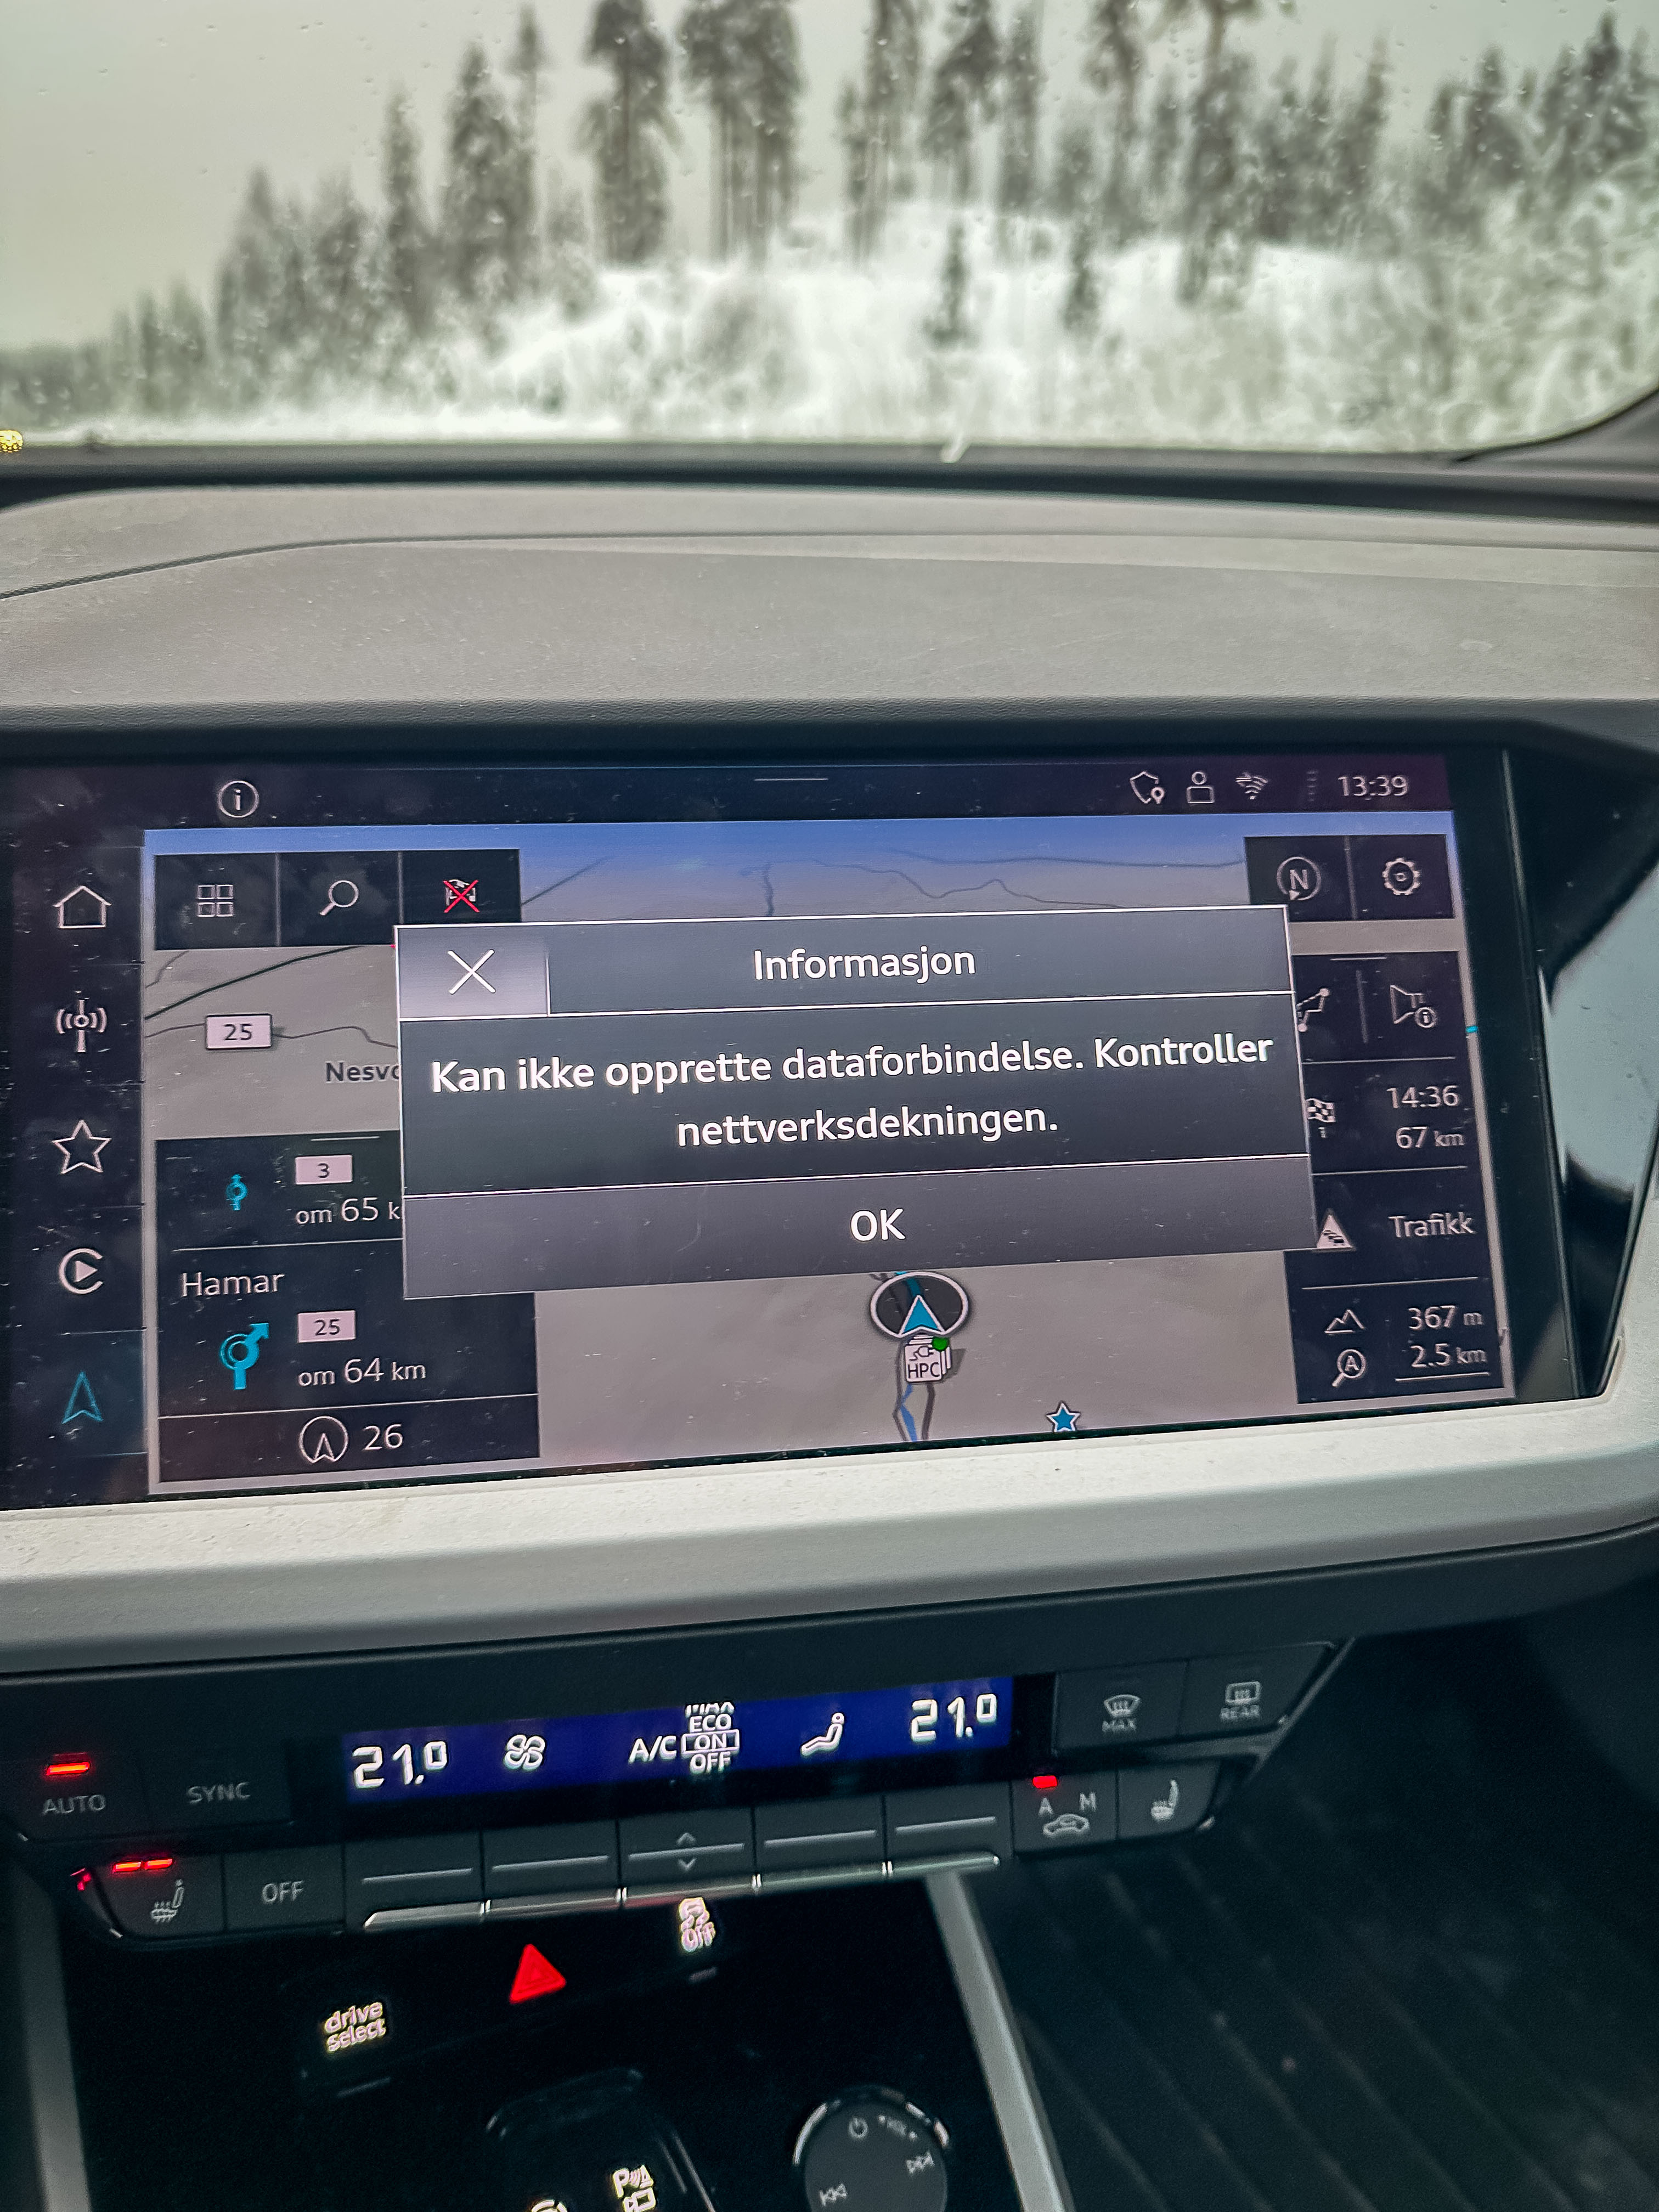 13:39
N
Informasjon
Kan ikke opprette dataforbindelse. Kontroller
nettverksdekningen.
OK
25
3
om 65
Hamar
25
om 64 km
26
14:36
67 km
Trafikk
367 m
2.5 km
HPC
21.0
A/C
ECO
ON
OFF
21.0
MAX
REAR
AUTO
SYNC
A M
OFF
OFF
drive
select